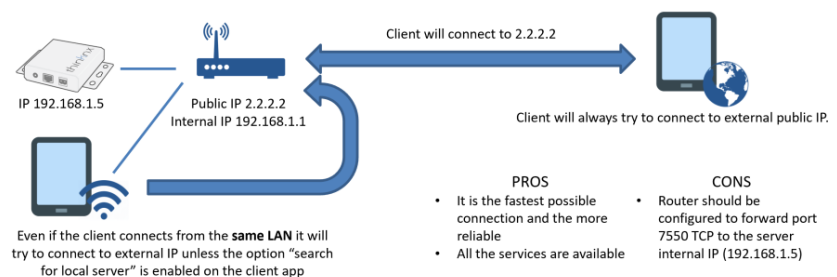 Client will connect to 2.2.2.2
thinknx
IP 192.168.1.5
Public IP 2.2.2.2
Internal IP 192.168.1.1
Client will always try to connect to external public IP.
Even if the client connects from the same LAN it will
try to connect to external IP unless the option “search
for local server” is enabled on the client app
PROS
• It is the fastest possible
connection and the more
reliable
• All the services are available
CONS
• Router should be
configured to forward port
7550 TCP to the server
internal IP (192.168.1.5)